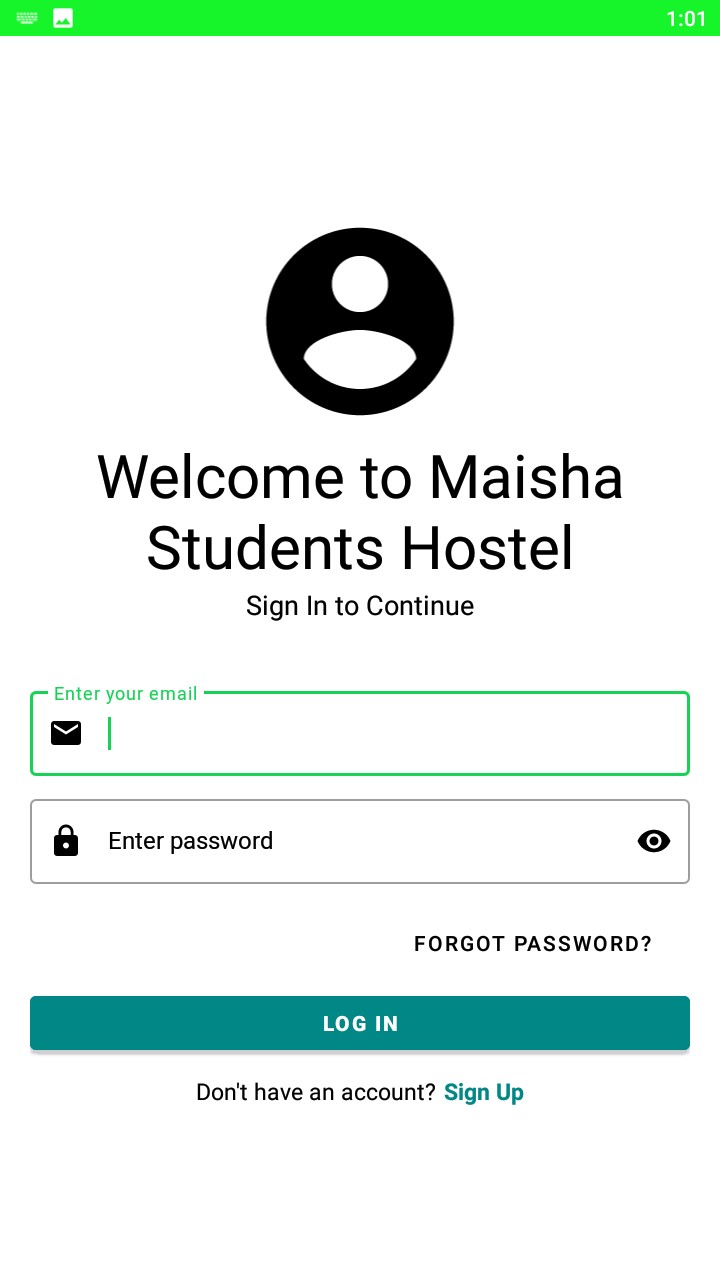 1:01
Welcome to Maisha
Students Hostel
Sign In to Continue
Enter your email
Enter password
FORGOT PASSWORD?
LOG IN
Don't have an account? Sign Up